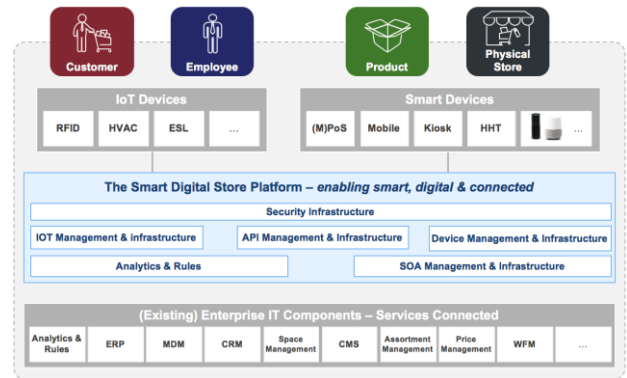 Customer
Employee
Product
Physical
Store
IoT Devices
RFID
HVAC
ESL
...
Smart Devices
(M)PoS
Mobile
Kiosk
HHT
...
The Smart Digital Store Platform – enabling smart, digital & connected
Security Infrastructure
IOT Management & infrastructure
API Management & Infrastructure
Device Management & Infrastructure
Analytics & Rules
SOA Management & Infrastructure
(Existing) Enterprise IT Components – Services Connected
Analytics &
Rules
ERP
MDM
CRM
Space
Management
CMS
Assortment
Management
Price
Management
WFM
...